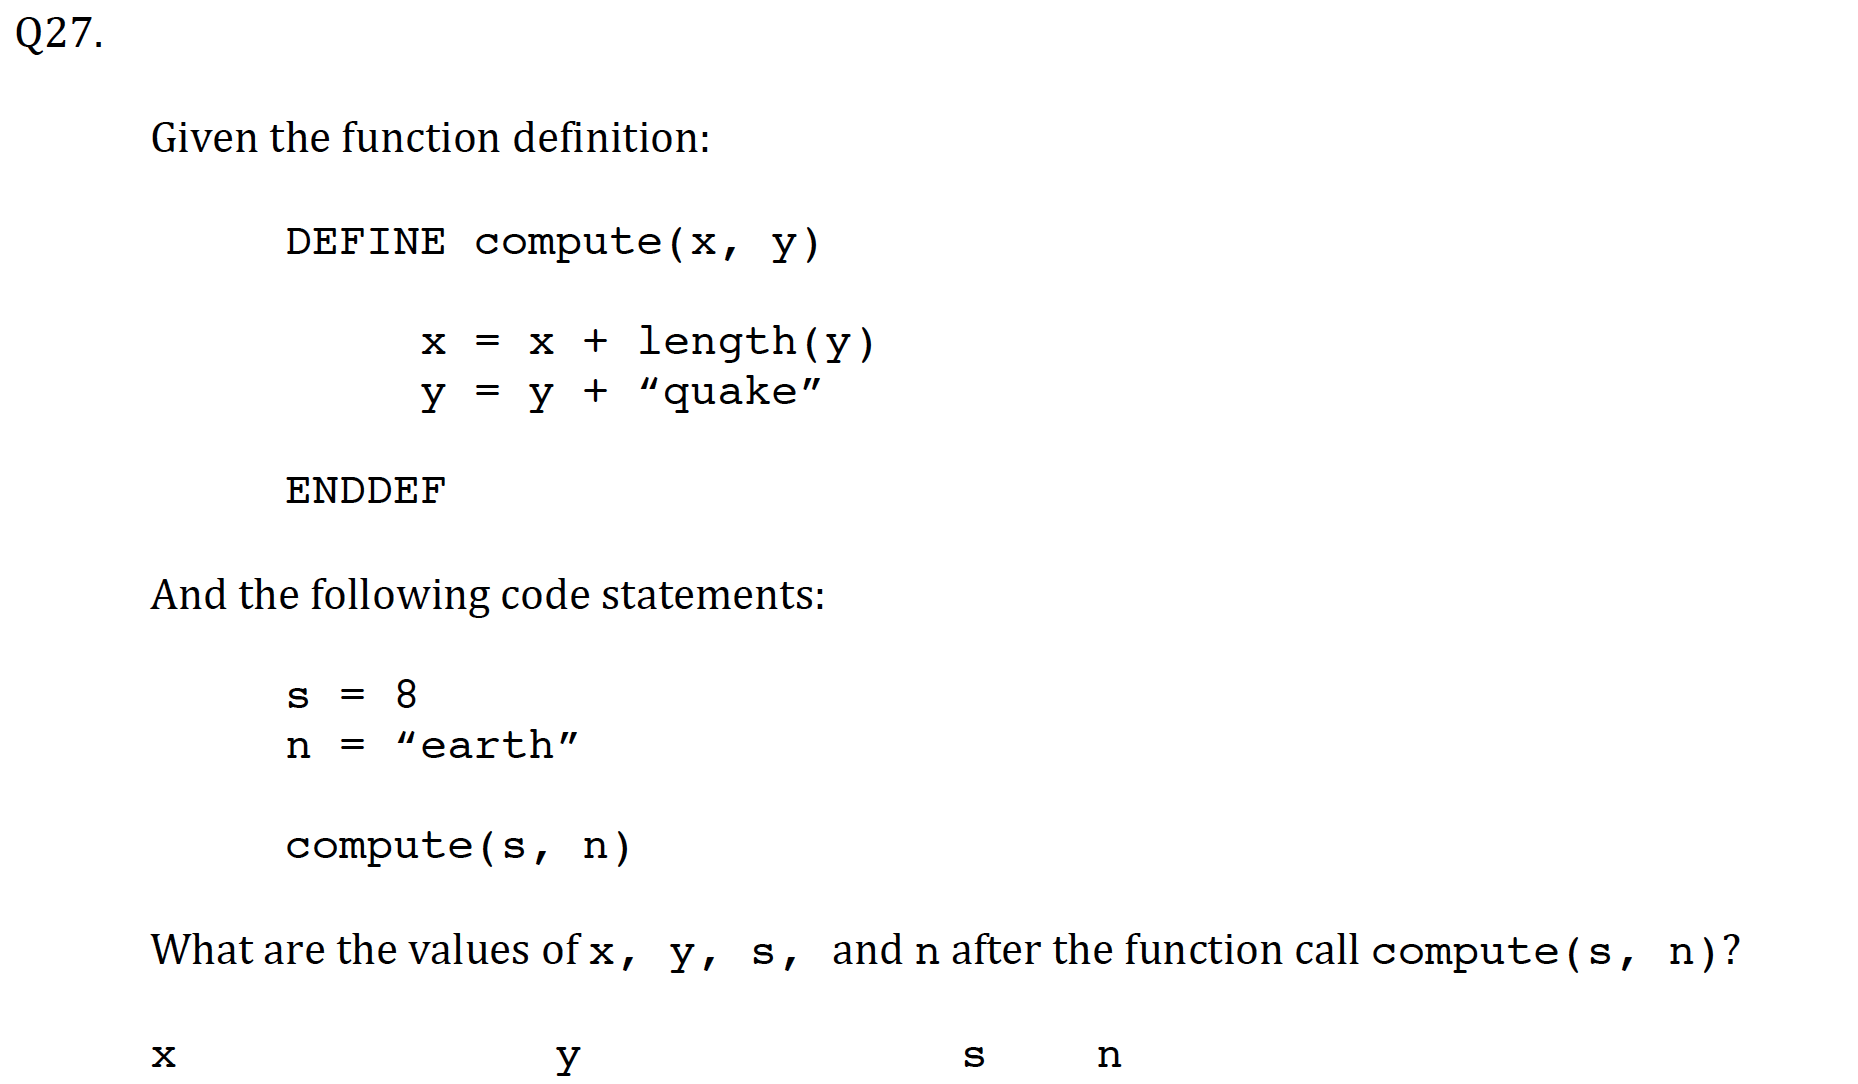 Q27.
Given the function definition:
DEFINE compute(x, y)
x = x + length(y)
y = y + “quake”
ENDDEF
And the following code statements:
s = 8
n = “earth”
compute(s, n)
What are the values of x, y, s, and n after the function call compute(s, n)?
x y s n